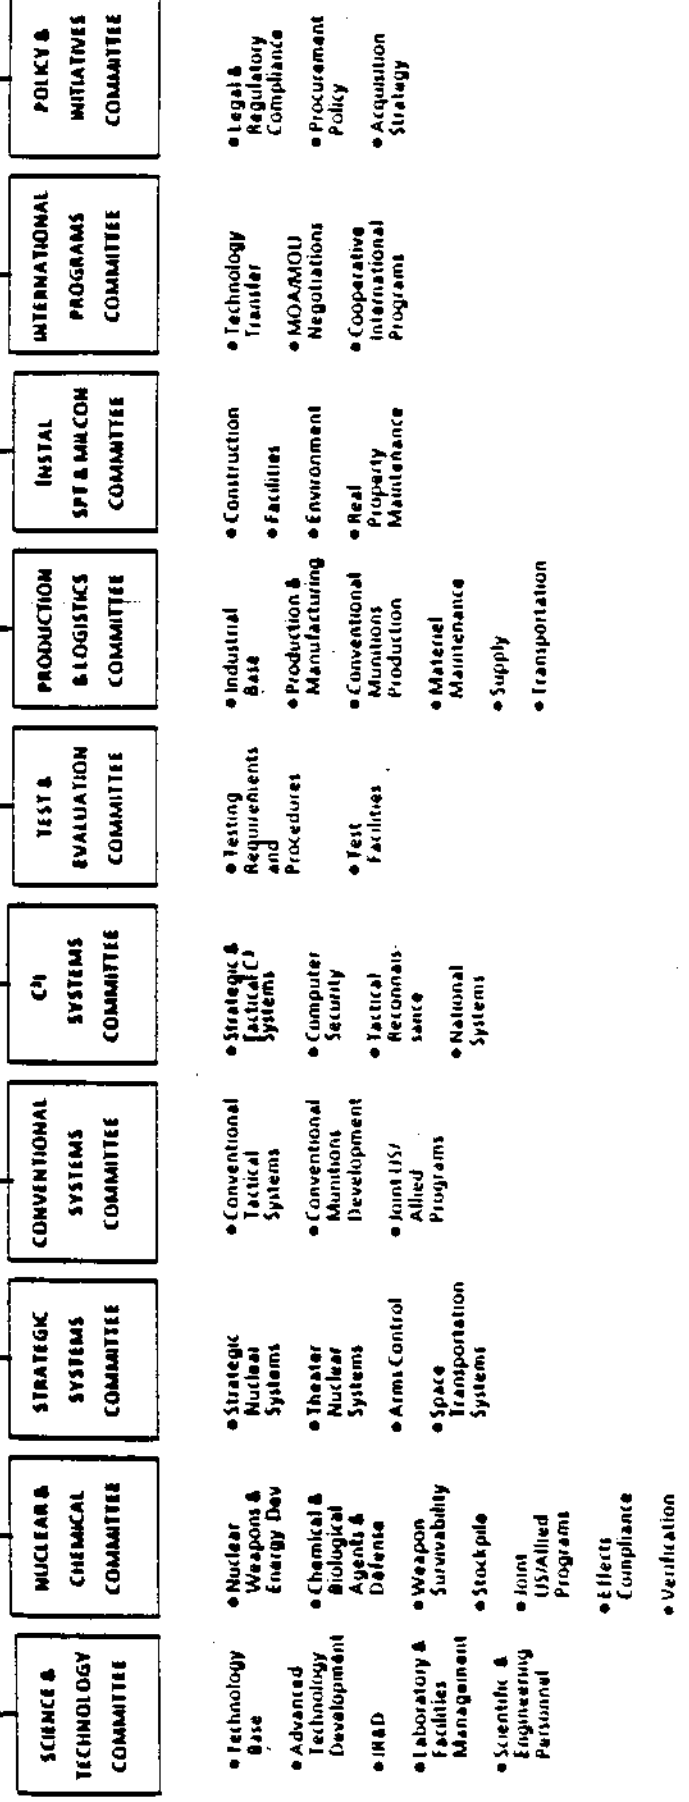 SCIENCE &
TECHNOLOGY
COMMITTEE
● Technology
Base
● Advanced
Technology
Development
● IR&D
● Laboratory &
Facilities
Management
● Scientific &
Engineering
Personnel
NUCLEAR &
CHEMICAL
COMMITTEE
● Nuclear
Weapons &
Energy Dev
● Chemical &
Biological
Agents &
Defense
● Weapon
Survivability
● Stockpile
● Joint
US/Allied
Programs
● Effects
Compliance
● Verification
STRATEGIC
SYSTEMS
COMMITTEE
● Strategic
Nuclear
Systems
● Theater
Nuclear
Systems
● Arms Control
● Space
Transportation
Systems
CONVENTIONAL
SYSTEMS
COMMITTEE
● Conventional
Tactical
Systems
● Conventional
Munitions
Development
● Joint US/
Allied
Programs
C³I
SYSTEMS
COMMITTEE
● Strategic &
Tactical C3
Systems
● Computer
Security
● Tactical
Reconnais-
sance
● National
Systems
TEST &
EVALUATION
COMMITTEE
● Testing
Requirements
and
Procedures
● Test
Facilities
PRODUCTION
& LOGISTICS
COMMITTEE
● Industrial
Base
● Production &
Manufacturing
● Conventional
Munitions
Production
● Materiel
Maintenance
● Supply
● Transportation
INSTAL
SPT & MILCON
COMMITTEE
● Construction
● Facilities
● Environment
● Real
Property
Maintenance
INTERNATIONAL
PROGRAMS
COMMITTEE
● Technology
Transfer
● MOA/MOU
Negotiations
● Cooperative
International
Programs
POLICY &
INITIATIVES
COMMITTEE
● Legal &
Regulatory
Compliance
● Procurement
Policy
● Acquisition
Strategy